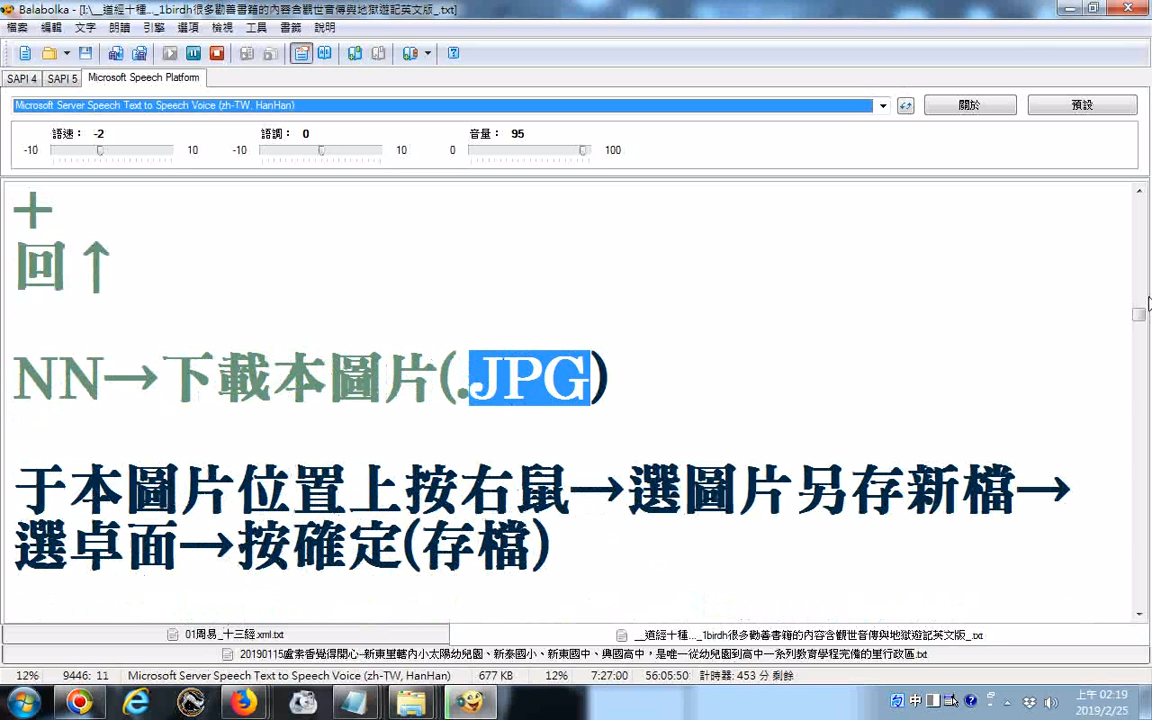 Balabolka - [I:\__道經十種..._1birdh很多勸善書籍的內容含觀世音傳與地獄遊記英文版_.txt]
檔案 編輯 文字 朗讀 引擎 選項 檢視 工具 書籤 說明
SAPI 4 SAPI 5 Microsoft Speech Platform
Microsoft Server Speech Text to Speech Voice (zh-TW, HanHan) 關於 預設
語速： -2 語調： 0 音量： 95
-10 10 -10 10 0 100
＋
回↑
NN→下載本圖片(.JPG)
于本圖片位置上按右鼠→選圖片另存新檔→
選卓面→按確定(存檔)
01周易_十三經.xml.txt __道經十種..._1birdh很多勸善書籍的內容含觀世音傳與地獄遊記英文版_.txt
20190115盧素香覺得開心--新東里轄內小太陽幼兒園、新泰國小、新東國中、興國高中，是唯一從幼兒園到高中一系列教育學程完備的里行政區.txt
12% 9446: 11 Microsoft Server Speech Text to Speech Voice (zh-TW, HanHan) 677 KB 12% 7:27:00 56:05:50 計時器: 453 分 剩餘
中 上午 02:19
2019/2/25